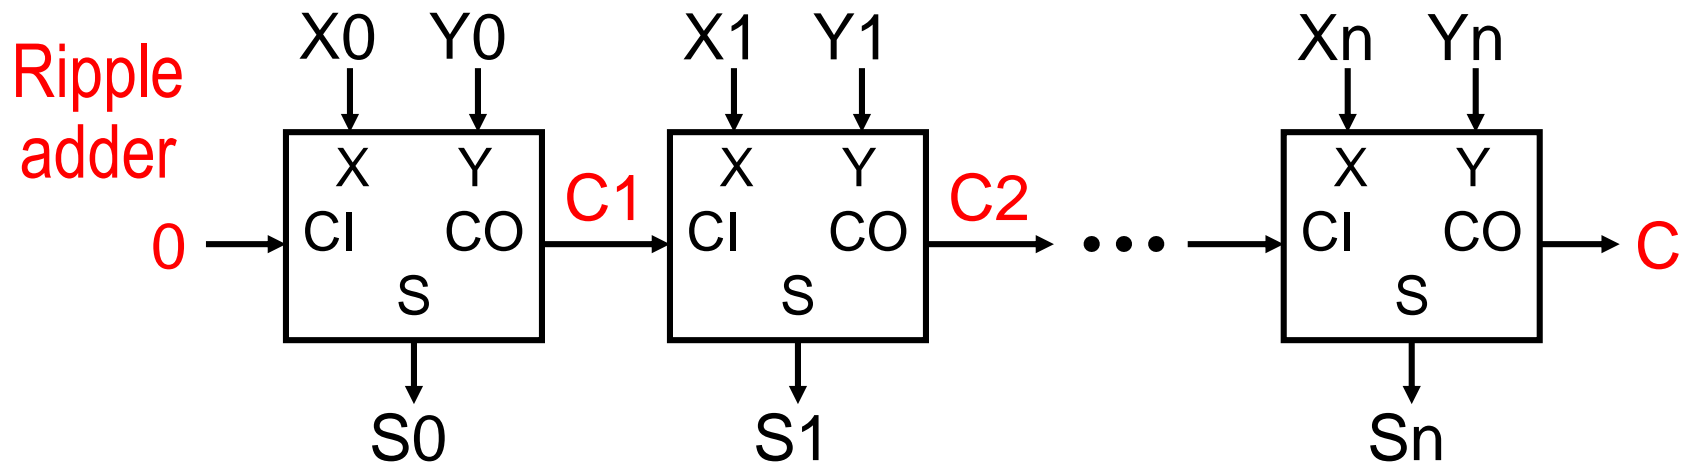 Ripple
adder
X0 Y0 X1 Y1 Xn Yn
X Y X Y X Y
C1 C2
0 CI CO CI CO CI CO C
S S S
S0 S1 Sn